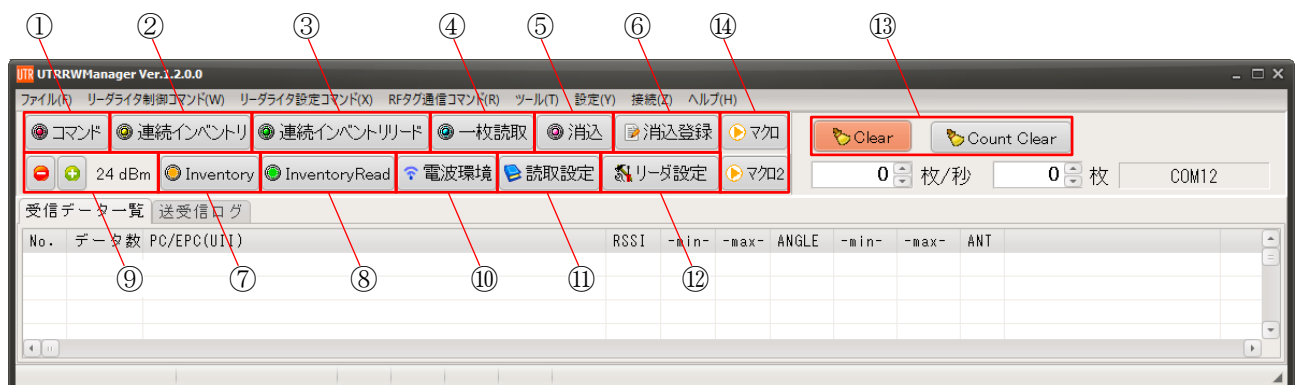 ① ② ③ ④ ⑤ ⑥ ⑭ ⑬
UTR UTRRWManager Ver.1.2.0.0
ファイル(F) リーダライタ制御コマンド(W) リーダライタ設定コマンド(X) RFタグ通信コマンド(R) ツール(T) 設定(Y) 接続(Z) ヘルプ(H)
コマンド 連続インベントリ 連続インベントリリード 一枚読取 消込 消込登録 マクロ Clear Count Clear
24 dBm Inventory InventoryRead 電波環境 読取設定 リーダ設定 マクロ2 0 枚/秒 0 枚 COM12
受信データ一覧 送受信ログ
No. データ数 PC/EPC(UII) RSSI -min- -max- ANGLE -min- -max- ANT
⑨ ⑦ ⑧ ⑩ ⑪ ⑫